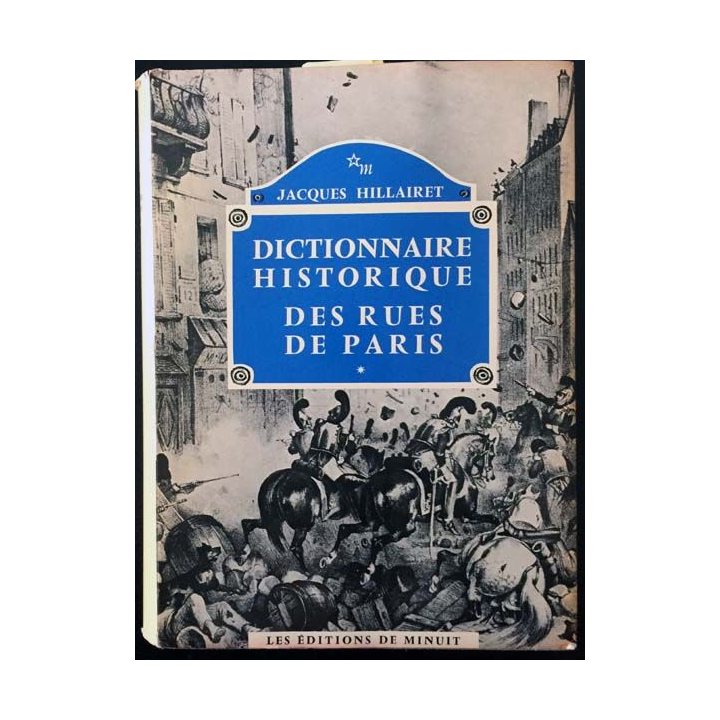 m
JACQUES HILLAIRET
DICTIONNAIRE
HISTORIQUE
DES RUES
DE PARIS
*
LES ÉDITIONS DE MINUIT